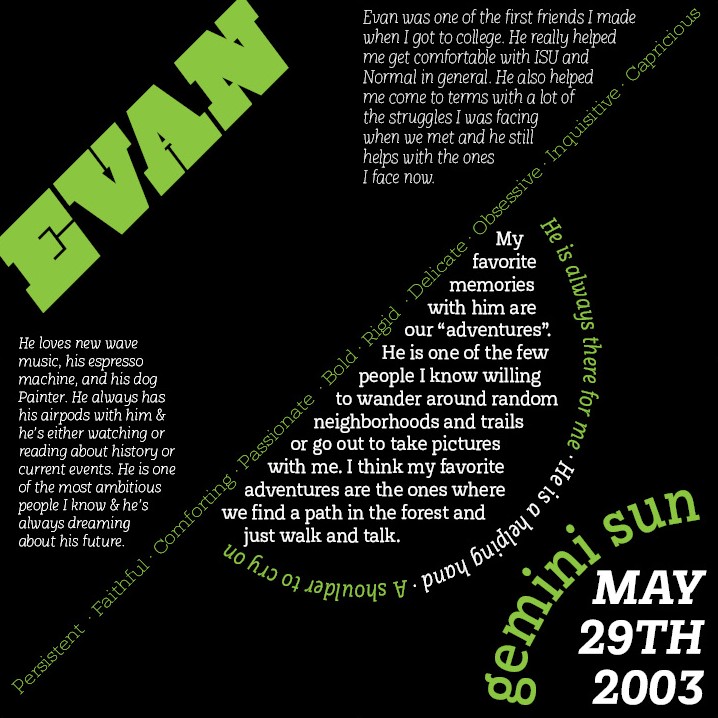 EVAN
Evan was one of the first friends I made
when I got to college. He really helped
me get comfortable with ISU and
Normal in general. He also helped
me come to terms with a lot of
the struggles I was facing
when we met and he still
helps with the ones
I face now.
Persistent · Faithful · Comforting · Passionate · Bold · Rigid · Delicate · Obsessive · Inquisitive · Capricious
My
favorite
memories
with him are
our “adventures”.
He is one of the few
people I know willing
to wander around random
neighborhoods and trails
or go out to take pictures
with me. I think my favorite
adventures are the ones where
we find a path in the forest and
just walk and talk.
He is always there for me · He is a helping hand · A shoulder to cry on
He loves new wave
music, his espresso
machine, and his dog
Painter. He always has
his airpods with him &
he’s either watching or
reading about history or
current events. He is one
of the most ambitious
people I know & he’s
always dreaming
about his future.
gemini sun
MAY
29TH
2003